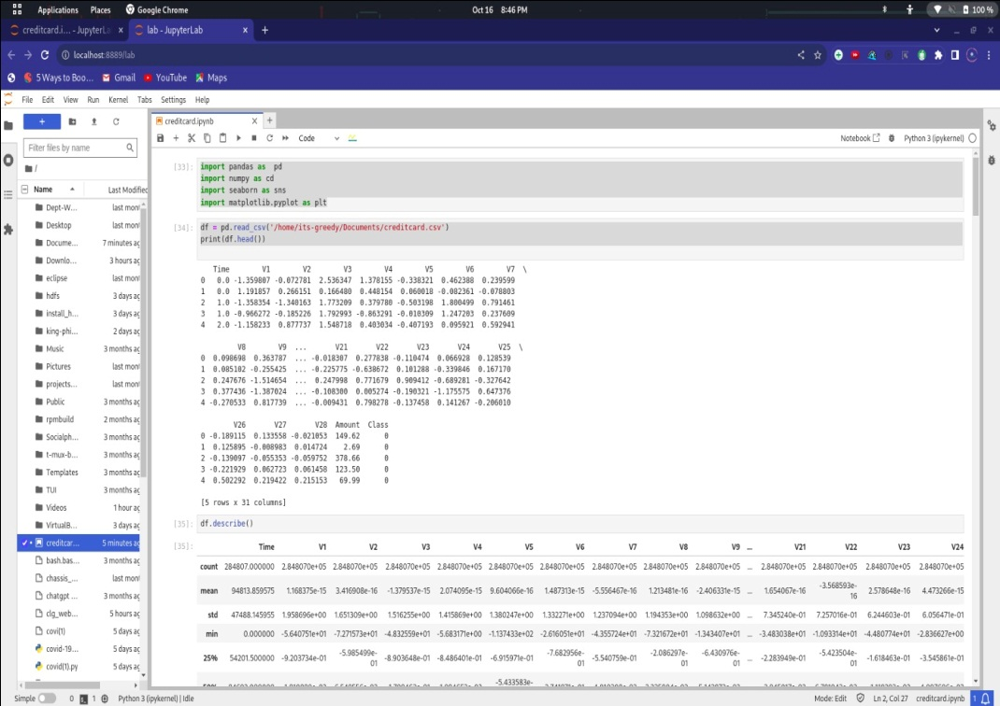 Applications Places Google Chrome Oct 16 8:46 PM 100 %
creditcard.i... - JupyterLa × lab - JupyterLab × +
localhost:8889/lab
5 Ways to Boo... Gmail YouTube Maps
File Edit View Run Kernel Tabs Settings Help
+ creditcard.ipynb × +
Filter files by name
Code Notebook Python 3 (ipykernel)
/
Name Last Modified
Dept-W... last mont
Desktop last mont
Docume... 7 minutes ag
Downlo... 3 hours ag
eclipse last mont
hdfs 3 days ag
install_h... 3 days ag
king-phi... 2 days ag
Music 3 months ag
Pictures last mont
projects... last mont
Public 3 months ag
rpmbuild 2 months ag
Socialph... 3 months ag
t-mux-b... 3 months ag
Templates 3 months ag
TUI 3 months ag
Videos 1 hour ag
VirtualB... 3 days ag
creditcar... 5 minutes ag
bash.bas... 3 months ag
chassis_... last mont
chatgpt ... 3 months ag
clg_web... 5 hours ag
covi(1) 5 days ag
covid-19... 5 days ag
covid(1).py 5 days ag
[33]: import pandas as pd
import numpy as cd
import seaborn as sns
import matplotlib.pyplot as plt
[34]: df = pd.read_csv('/home/its-greedy/Documents/creditcard.csv')
print(df.head())
Time V1 V2 V3 V4 V5 V6 V7 \
0 0.0 -1.359807 -0.072781 2.536347 1.378155 -0.338321 0.462388 0.239599
1 0.0 1.191857 0.266151 0.166480 0.448154 0.060018 -0.082361 -0.078803
2 1.0 -1.358354 -1.340163 1.773209 0.379780 -0.503198 1.800499 0.791461
3 1.0 -0.966272 -0.185226 1.792993 -0.863291 -0.010309 1.247203 0.237609
4 2.0 -1.158233 0.877737 1.548718 0.403034 -0.407193 0.095921 0.592941
V8 V9 ... V21 V22 V23 V24 V25 \
0 0.098698 0.363787 ... -0.018307 0.277838 -0.110474 0.066928 0.128539
1 0.085102 -0.255425 ... -0.225775 -0.638672 0.101288 -0.339846 0.167170
2 0.247676 -1.514654 ... 0.247998 0.771679 0.909412 -0.689281 -0.327642
3 0.377436 -1.387024 ... -0.108300 0.005274 -0.190321 -1.175575 0.647376
4 -0.270533 0.817739 ... -0.009431 0.798278 -0.137458 0.141267 -0.206010
V26 V27 V28 Amount Class
0 -0.189115 0.133558 -0.021053 149.62 0
1 0.125895 -0.008983 0.014724 2.69 0
2 -0.139097 -0.055353 -0.059752 378.66 0
3 -0.221929 0.062723 0.061458 123.50 0
4 0.502292 0.219422 0.215153 69.99 0
[5 rows x 31 columns]
[35]: df.describe()
[35]: Time V1 V2 V3 V4 V5 V6 V7 V8 V9 ... V21 V22 V23 V24
count 284807.000000 2.848070e+05 2.848070e+05 2.848070e+05 2.848070e+05 2.848070e+05 2.848070e+05 2.848070e+05 2.848070e+05 2.848070e+05 ... 2.848070e+05 2.848070e+05 2.848070e+05 2.848070e+05
mean 94813.859575 1.168375e-15 3.416908e-16 -1.379537e-15 2.074095e-15 9.604066e-16 1.487313e-15 -5.556467e-16 1.213481e-16 -2.406331e-15 ... 1.654067e-16 -3.568593e-16 2.578648e-16 4.473266e-15
std 47488.145955 1.958696e+00 1.651309e+00 1.516255e+00 1.415869e+00 1.380247e+00 1.332271e+00 1.237094e+00 1.194353e+00 1.098632e+00 ... 7.345240e-01 7.257016e-01 6.244603e-01 6.056471e-01
min 0.000000 -5.640751e+01 -7.271573e+01 -4.832559e+01 -5.683171e+00 -1.137433e+02 -2.616051e+01 -4.355724e+01 -7.321672e+01 -1.343407e+01 ... -3.483038e+01 -1.093314e+01 -4.480774e+01 -2.836627e+00
25% 54201.500000 -9.203734e-01 -5.985499e-01 -8.903648e-01 -8.486401e-01 -6.915971e-01 -7.682956e-01 -5.540759e-01 -2.086297e-01 -6.430976e-01 ... -2.283949e-01 -5.423504e-01 -1.618463e-01 -3.545861e-01
-5.433583e-
Simple 0 1 Python 3 (ipykernel) | Idle Mode: Edit Ln 2, Col 27 creditcard.ipynb 1